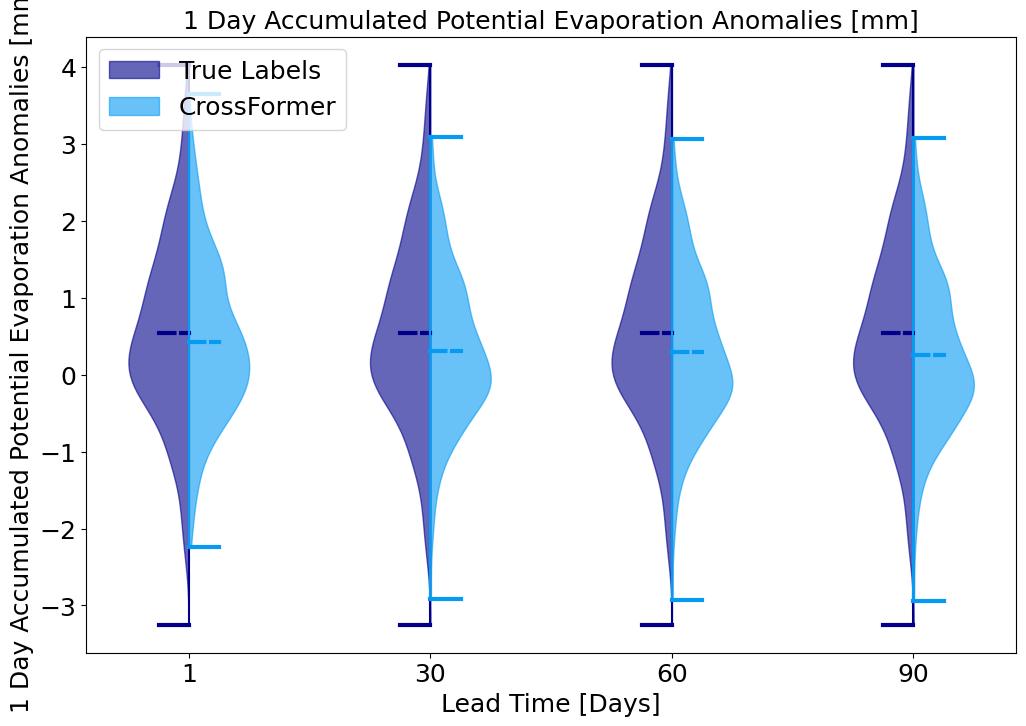 1 Day Accumulated Potential Evaporation Anomalies [mm]
1 Day Accumulated Potential Evaporation Anomalies [mm
True Labels
CrossFormer
4
3
2
1
0
−1
−2
−3
1 30 60 90
Lead Time [Days]